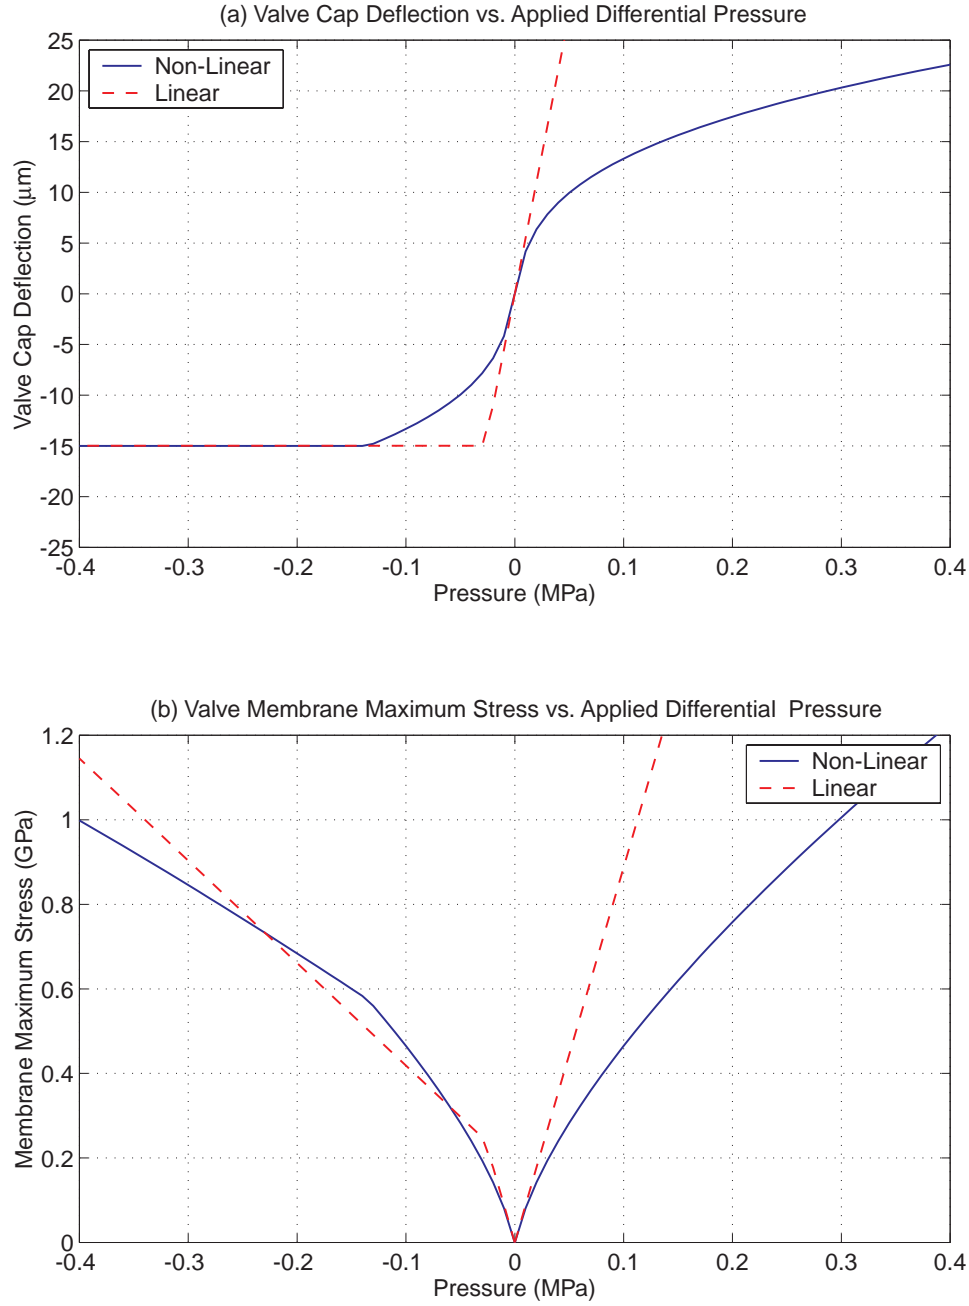 (a) Valve Cap Deflection vs. Applied Differential Pressure
Non-Linear
Linear
Valve Cap Deflection (μm)
25
20
15
10
5
0
-5
-10
-15
-20
-25
-0.4 -0.3 -0.2 -0.1 0 0.1 0.2 0.3 0.4
Pressure (MPa)
(b) Valve Membrane Maximum Stress vs. Applied Differential Pressure
Non-Linear
Linear
Membrane Maximum Stress (GPa)
1.2
1
0.8
0.6
0.4
0.2
0
-0.4 -0.3 -0.2 -0.1 0 0.1 0.2 0.3 0.4
Pressure (MPa)